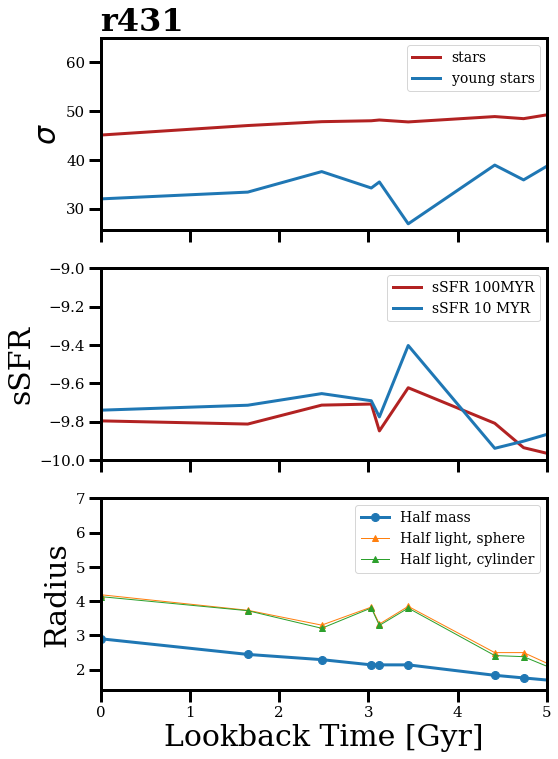 r431
60
50
40
30
σ
stars
young stars
−9.0
−9.2
−9.4
−9.6
−9.8
−10.0
sSFR
sSFR 100MYR
sSFR 10 MYR
7
6
5
4
3
2
Radius
Half mass
Half light, sphere
Half light, cylinder
0 1 2 3 4 5
Lookback Time [Gyr]